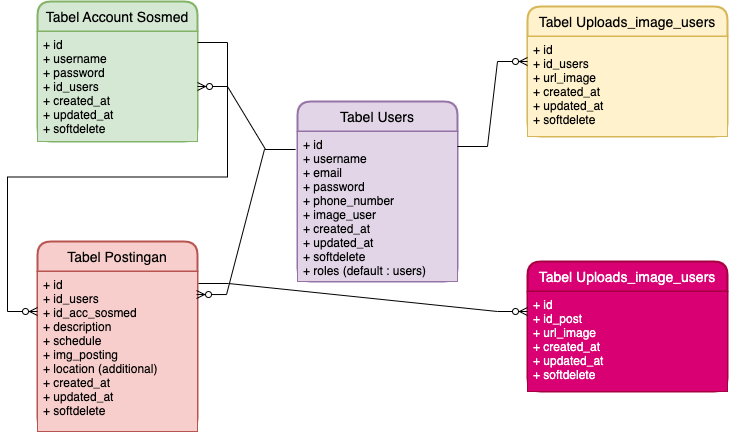 Tabel Account Sosmed
+ id
+ username
+ password
+ id_users
+ created_at
+ updated_at
+ softdelete
Tabel Uploads_image_users
+ id
+ id_users
+ url_image
+ created_at
+ updated_at
+ softdelete
Tabel Users
+ id
+ username
+ email
+ password
+ phone_number
+ image_user
+ created_at
+ updated_at
+ softdelete
+ roles (default : users)
Tabel Postingan
+ id
+ id_users
+ id_acc_sosmed
+ description
+ schedule
+ img_posting
+ location (additional)
+ created_at
+ updated_at
+ softdelete
Tabel Uploads_image_users
+ id
+ id_post
+ url_image
+ created_at
+ updated_at
+ softdelete